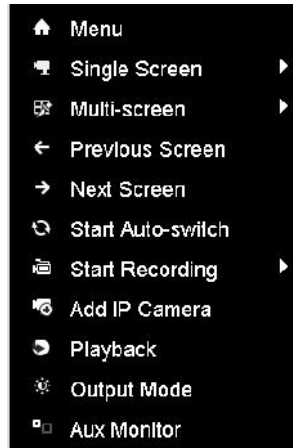 Menu
Single Screen
Multi-screen
Previous Screen
Next Screen
Start Auto-switch
Start Recording
Add IP Camera
Playback
Output Mode
Aux Monitor